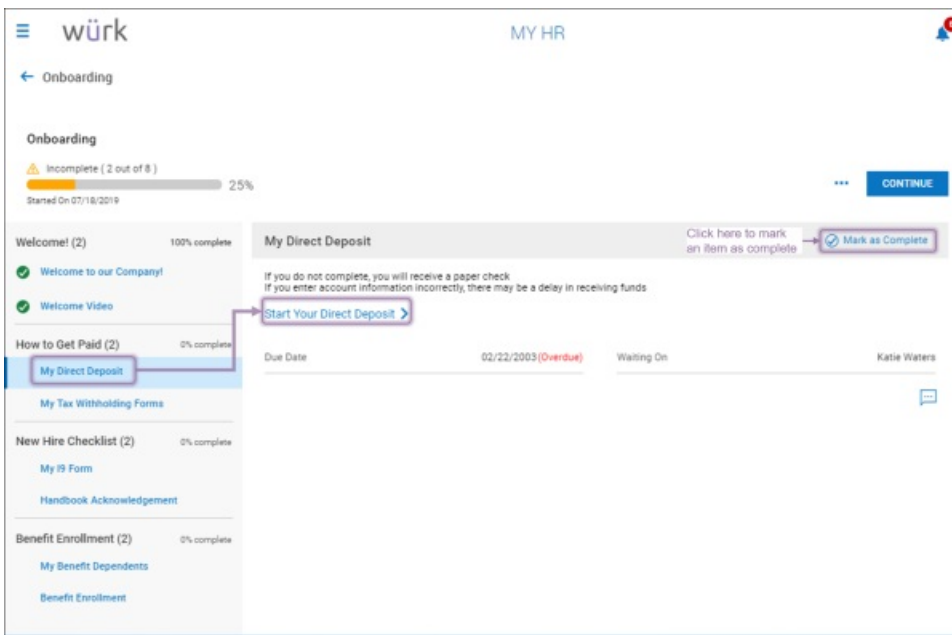 würk
MY HR
Onboarding
Onboarding
Incomplete ( 2 out of 8 )
25%
Started On 07/18/2019
CONTINUE
Welcome! (2)
100% complete
Welcome to our Company!
Welcome Video
How to Get Paid (2)
0% complete
My Direct Deposit
My Tax Withholding Forms
New Hire Checklist (2)
0% complete
My I9 Form
Handbook Acknowledgement
Benefit Enrollment (2)
0% complete
My Benefit Dependents
Benefit Enrollment
My Direct Deposit
Click here to mark
an item as complete
Mark as Complete
If you do not complete, you will receive a paper check
If you enter account information incorrectly, there may be a delay in receiving funds
Start Your Direct Deposit
Due Date
02/22/2003 (Overdue)
Waiting On
Katie Waters